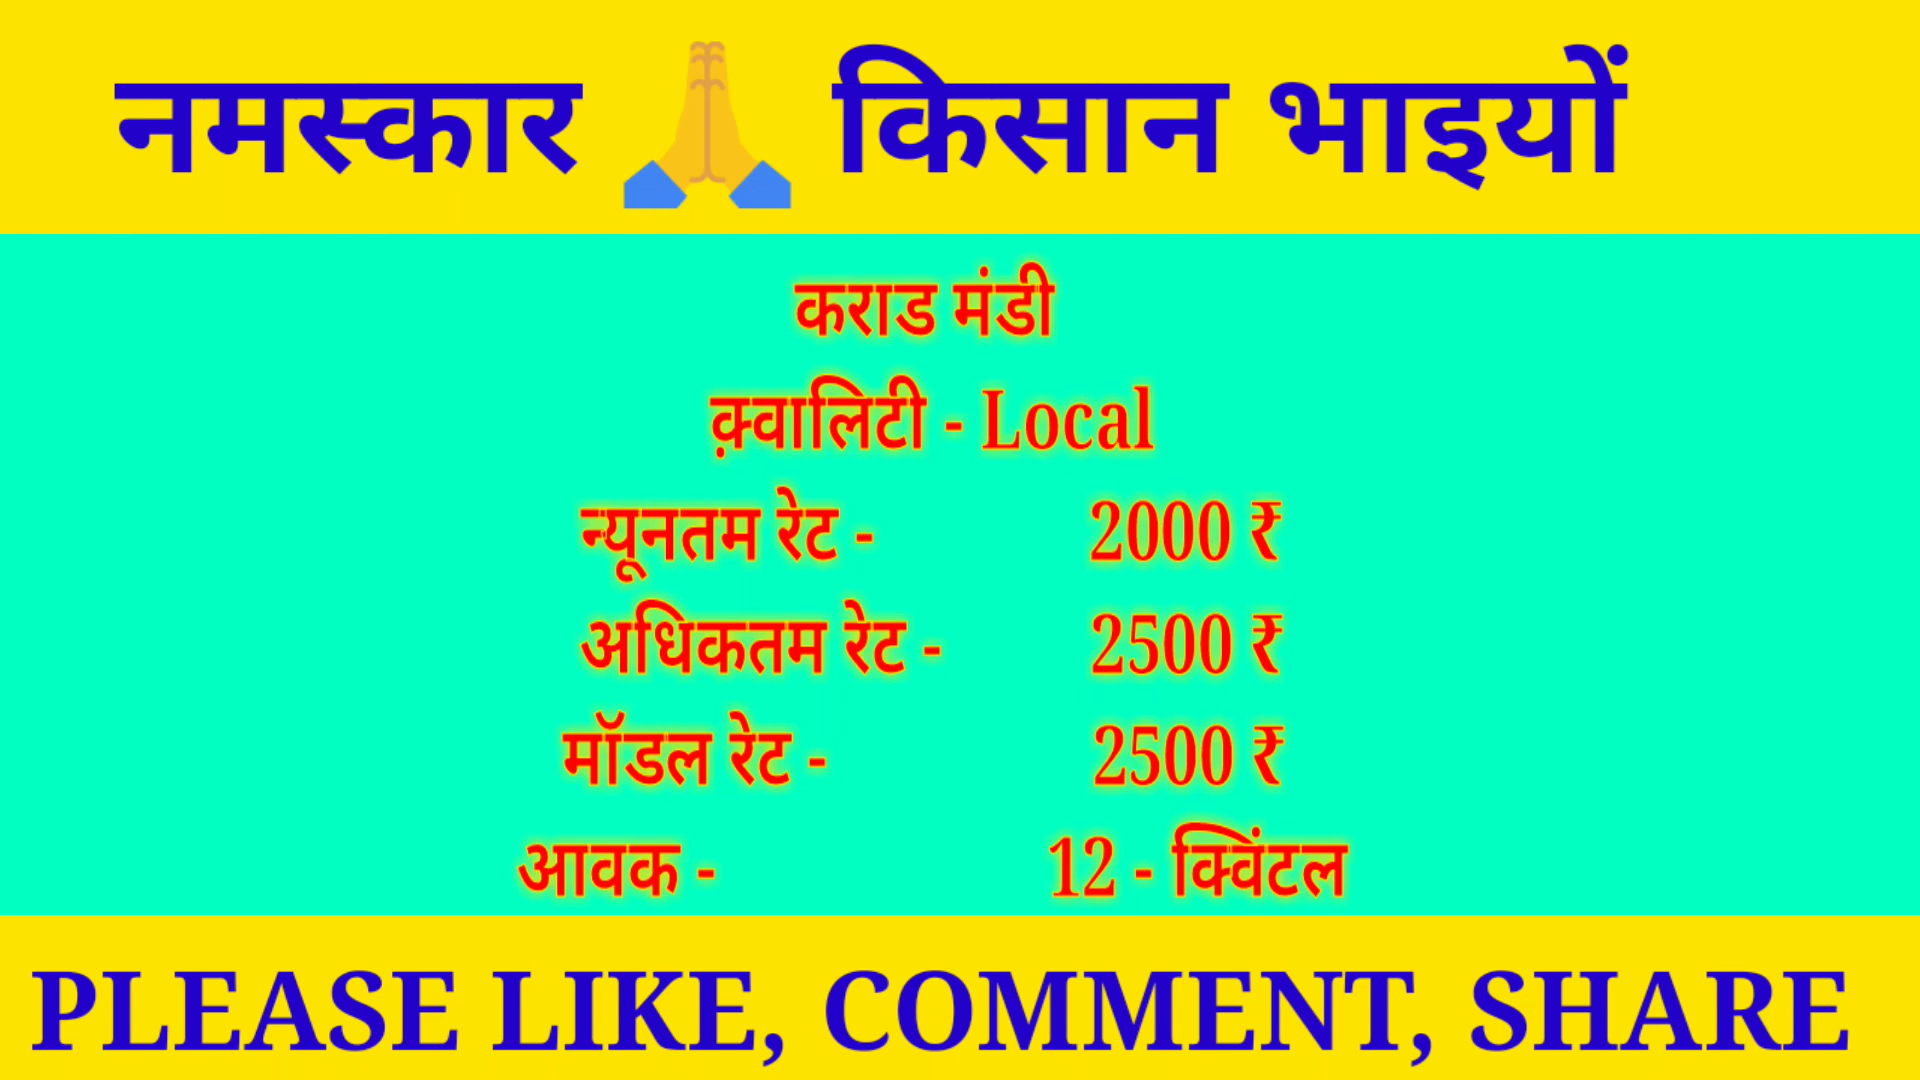 नमस्कार 🙏 किसान भाइयों
कराड मंडी
क़्वालिटी - Local
न्यूनतम रेट - 2000 ₹
अधिकतम रेट - 2500 ₹
मॉडल रेट - 2500 ₹
आवक - 12 - क्विंटल
PLEASE LIKE, COMMENT, SHARE